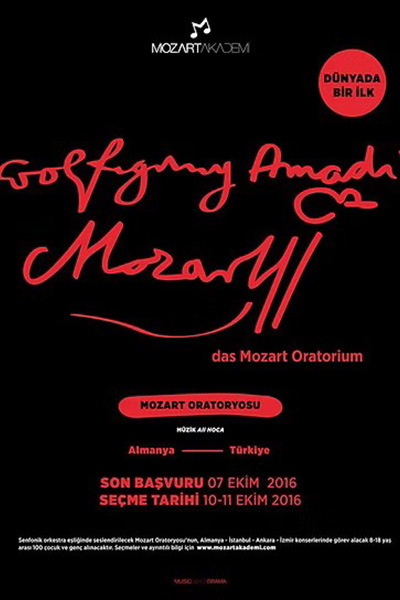 MOZARTAKADEMİ
DÜNYADA
BİR İLK
Wolfgang Amadè
Mozart
das Mozart Oratorium
MOZART ORATORYOSU
MÜZİK Ali HOCA
Almanya —— Türkiye
SON BAŞVURU 07 EKİM 2016
SEÇME TARİHİ 10-11 EKİM 2016
Senfonik orkestra eşliğinde seslendirilecek Mozart Oratoryosu'nun, Almanya - İstanbul - Ankara - İzmir konserlerinde görev alacak 8-18 yaş
arası 100 çocuk ve genç alınacaktır. Seçmeler ve ayrıntılı bilgi için www.mozartakademi.com